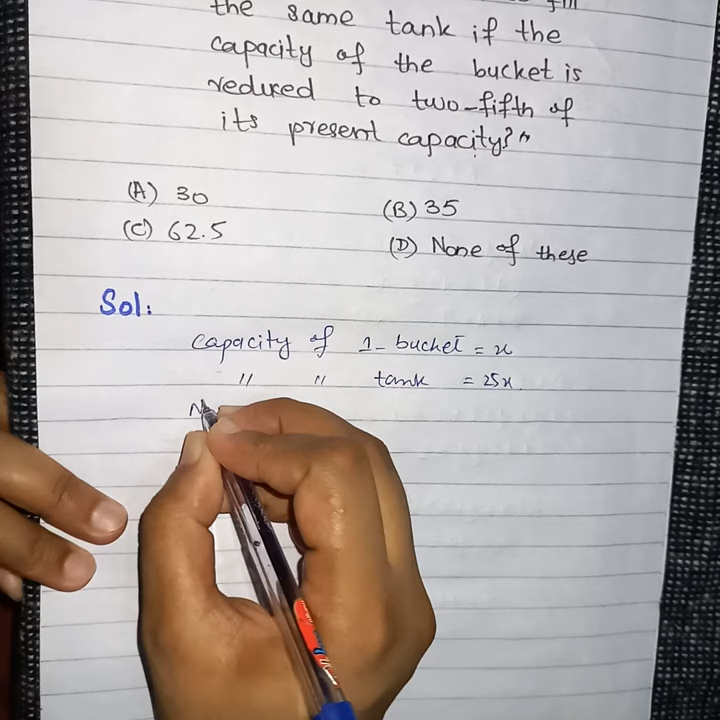 the same tank if the
capacity of the bucket is
reduced to two-fifth of
its present capacity?"
(A) 30
(B) 35
(C) 62.5
(D) None of these
Sol:
capacity of 1- bucket = x
" " tank = 25x